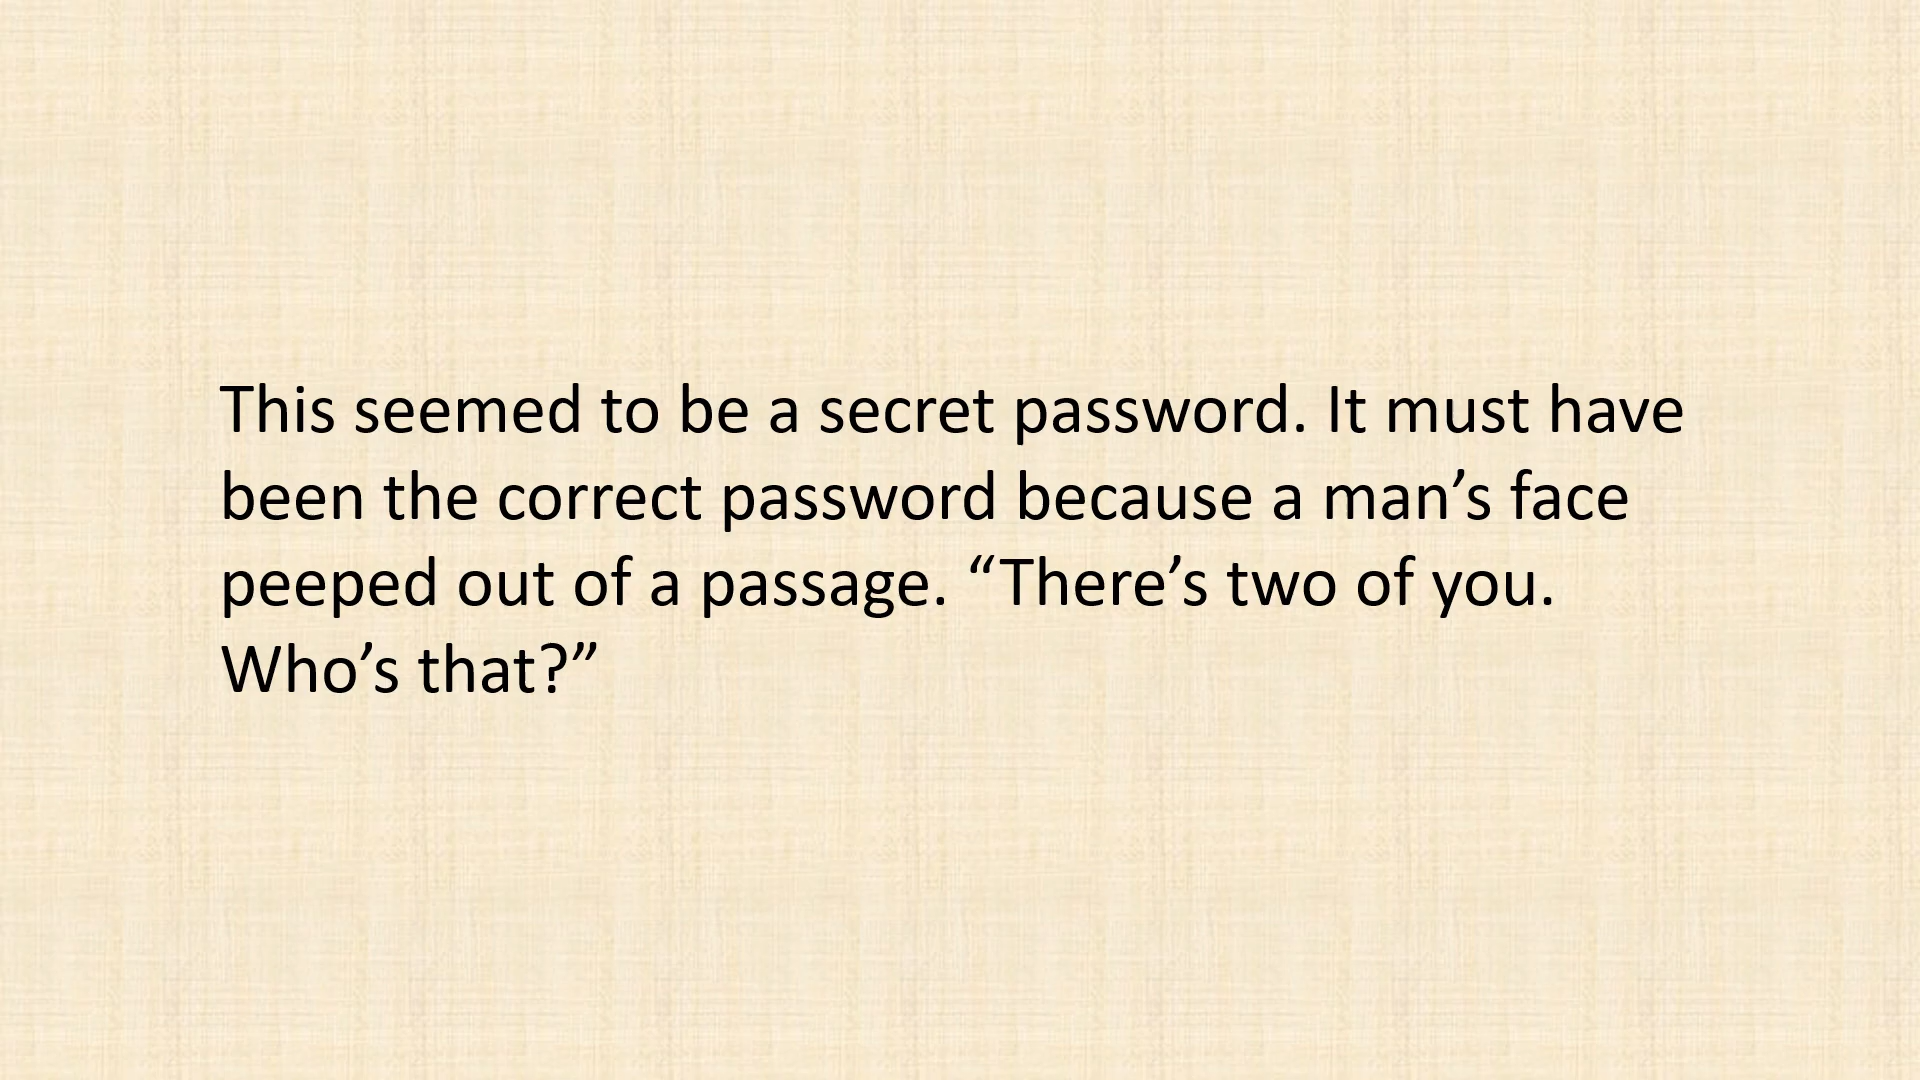 This seemed to be a secret password. It must have
been the correct password because a man’s face
peeped out of a passage. “There’s two of you.
Who’s that?”